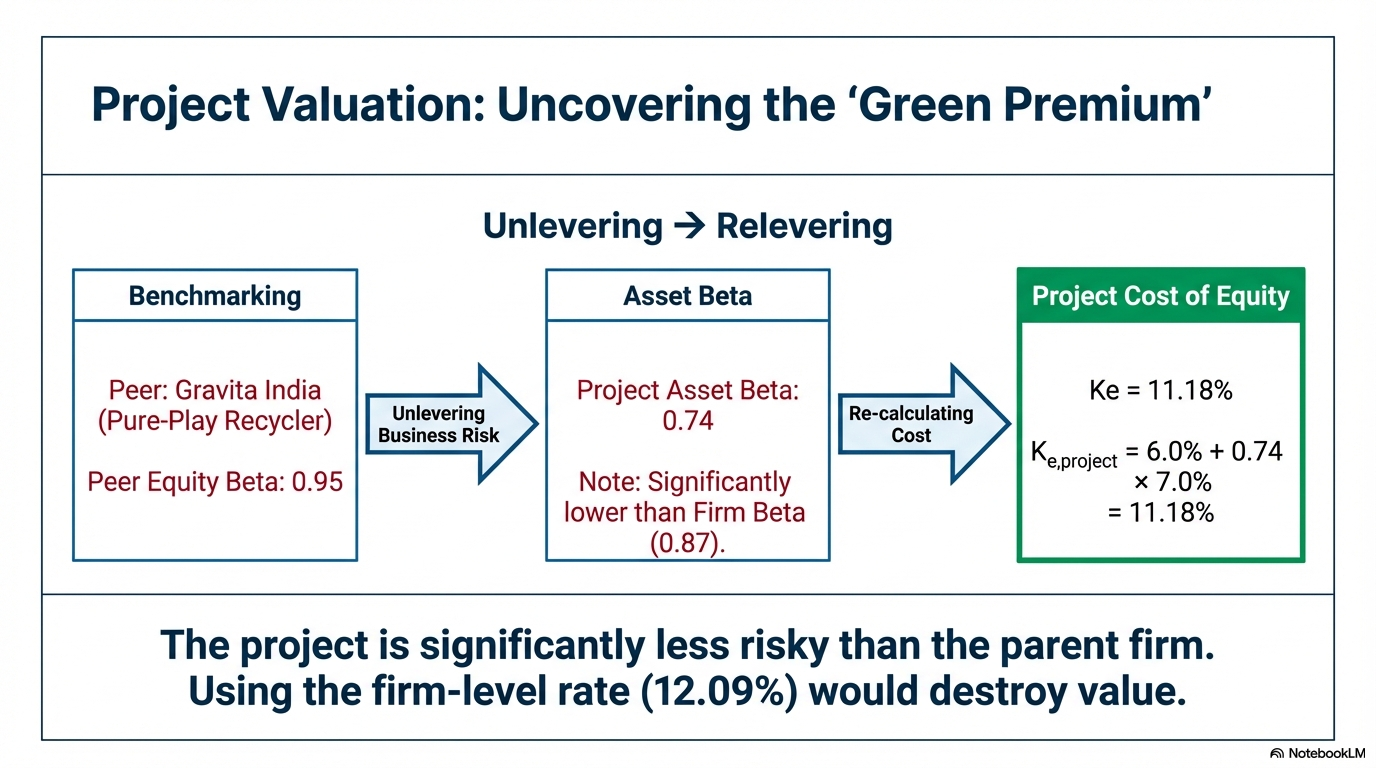 Project Valuation: Uncovering the ‘Green Premium’
Unlevering → Relevering
Benchmarking
Peer: Gravita India
(Pure-Play Recycler)
Peer Equity Beta: 0.95
Unlevering
Business Risk
Asset Beta
Project Asset Beta:
0.74
Note: Significantly
lower than Firm Beta
(0.87).
Re-calculating
Cost
Project Cost of Equity
Ke = 11.18%
Ke,project = 6.0% + 0.74
× 7.0%
= 11.18%
The project is significantly less risky than the parent firm.
Using the firm-level rate (12.09%) would destroy value.
NotebookLM